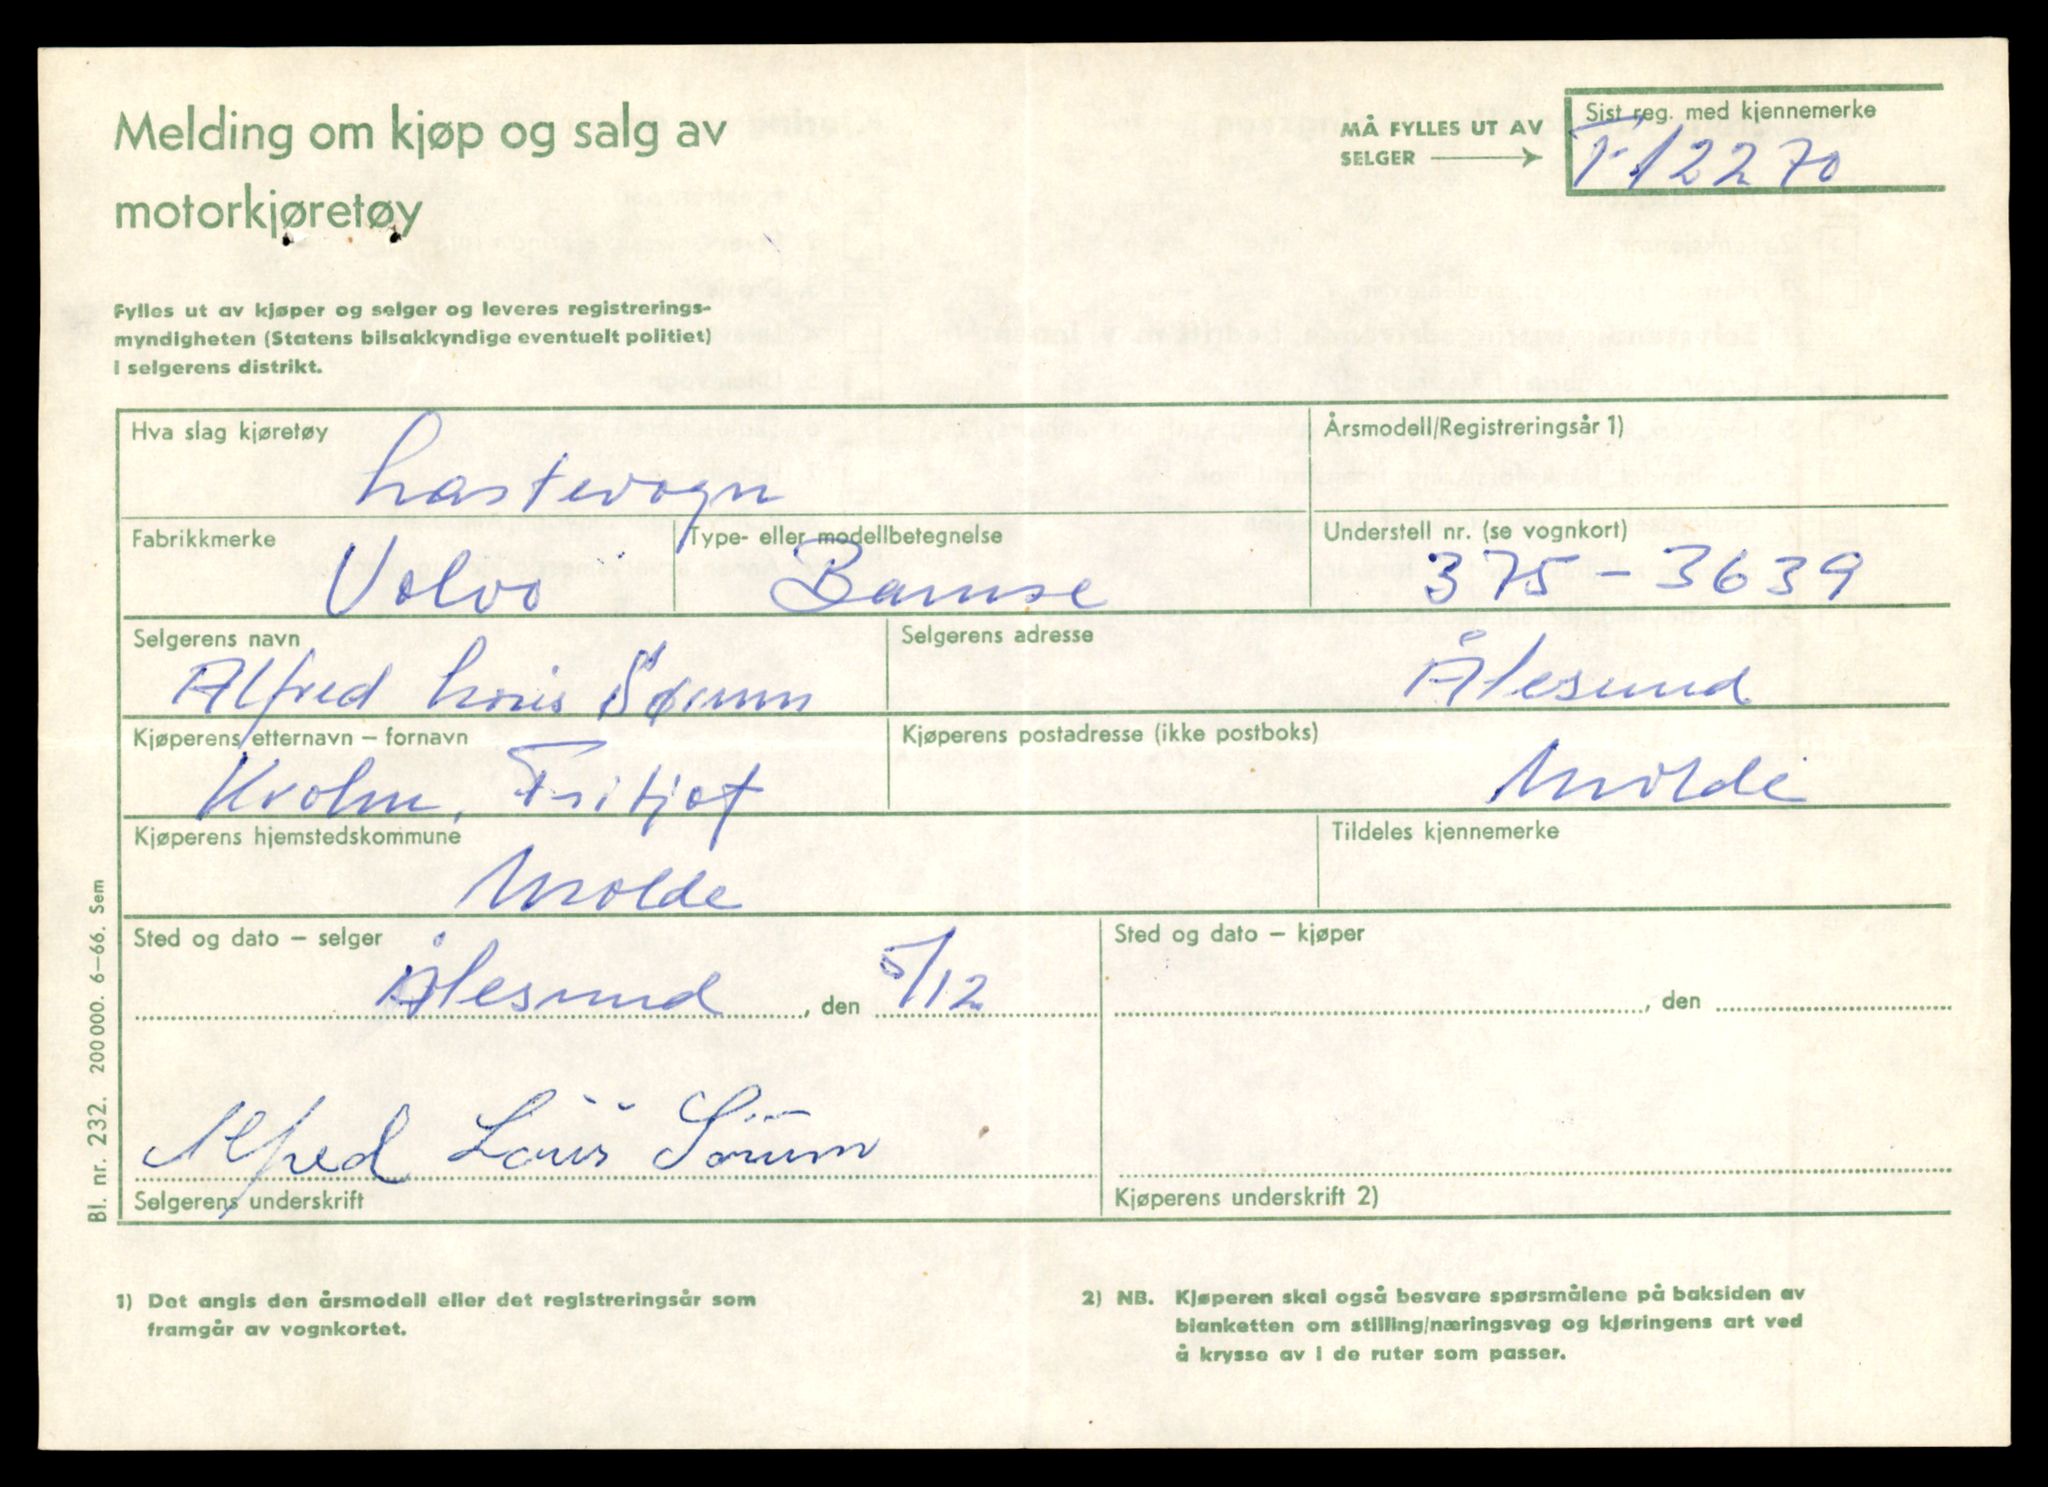 Melding om kjøp og salg av
motorkjøretøy
MÅ FYLLES UT AV
SELGER
Sist reg. med kjennemerke
T-12270
Fylles ut av kjøper og selger og leveres registrerings-
myndigheten (Statens bilsakkyndige eventuelt politiet)
i selgerens distrikt.
Hva slag kjøretøy
Lastevogn
Årsmodell/Registreringsår 1)
Fabrikkmerke
Volvo
Type- eller modellbetegnelse
Bamse
Understell nr. (se vognkort)
375-3639
Selgerens navn
Alfred Louis Sørum
Selgerens adresse
Ålesund
Kjøperens etternavn – fornavn
Kvolm, Fritjof
Kjøperens postadresse (ikke postboks)
Molde
Kjøperens hjemstedskommune
Molde
Tildeles kjennemerke
Sted og dato – selger
Ålesund, den 5/12
Sted og dato – kjøper
, den
Alfred Louis Sørum
Selgerens underskrift
Kjøperens underskrift 2)
Bl. nr. 232. 200 000. 6–66. Sem
1) Det angis den årsmodell eller det registreringsår som
framgår av vognkortet.
2) NB. Kjøperen skal også besvare spørsmålene på baksiden av
blanketten om stilling/næringsveg og kjøringens art ved
å krysse av i de ruter som passer.